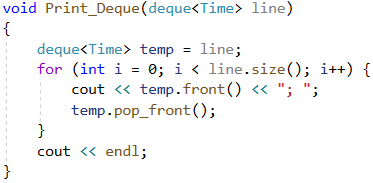 void Print_Deque(deque<Time> line)
{
    deque<Time> temp = line;
    for (int i = 0; i < line.size(); i++) {
        cout << temp.front() << "; ";
        temp.pop_front();
    }
    cout << endl;
}